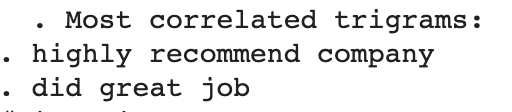 . Most correlated trigrams:
. highly recommend company
. did great job